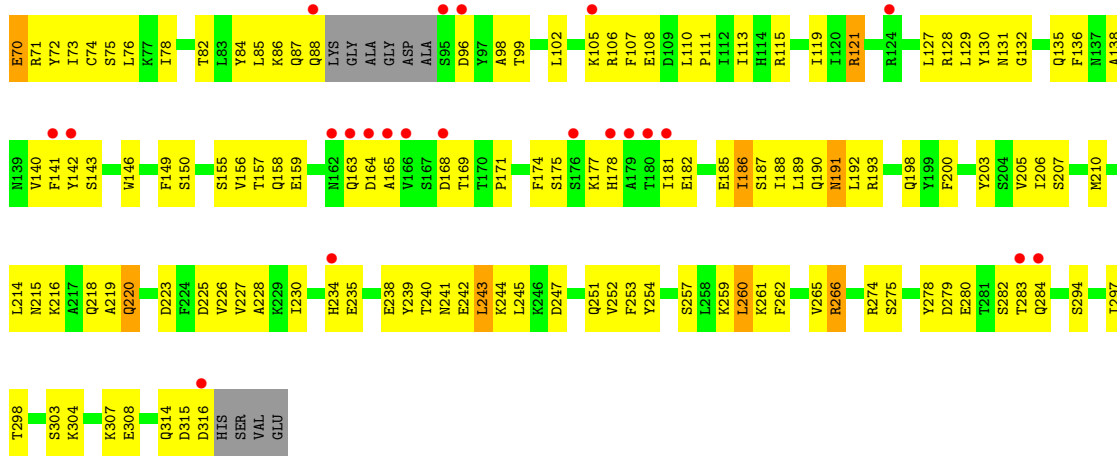 E70 R71 Y72 I73 C74 S75 L76 K77 I78 T82 L83 Y84 L85 K86 Q87 Q88 LYS GLY ALA GLY ASP ALA S95 D96 Y97 A98 T99 L102 K105 R106 F107 E108 D109 L110 P111 I112 I113 H114 R115 I119 I120 R121 R124 L127 R128 L129 Y130 N131 G132 Q135 F136 N137 A138
N139 V140 F141 Y142 S143 W146 F149 S150 S155 V156 T157 Q158 E159 N162 Q163 D164 A165 V166 S167 D168 T169 T170 P171 F174 S175 S176 K177 H178 A179 T180 I181 E182 E185 I186 S187 I188 L189 Q190 N191 L192 R193 Q198 Y199 F200 Y203 S204 V205 I206 S207 M210
L214 N215 K216 A217 Q218 A219 Q220 D223 F224 D225 V226 V227 A228 K229 I230 H234 E235 E238 Y239 T240 N241 E242 L243 K244 L245 K246 D247 Q251 V252 F253 Y254 S257 L258 K259 L260 K261 F262 V265 R266 R274 S275 Y278 D279 E280 T281 S282 T283 Q284 S294 I297
T298 S303 K304 K307 E308 Q314 D315 D316 HIS SER VAL GLU